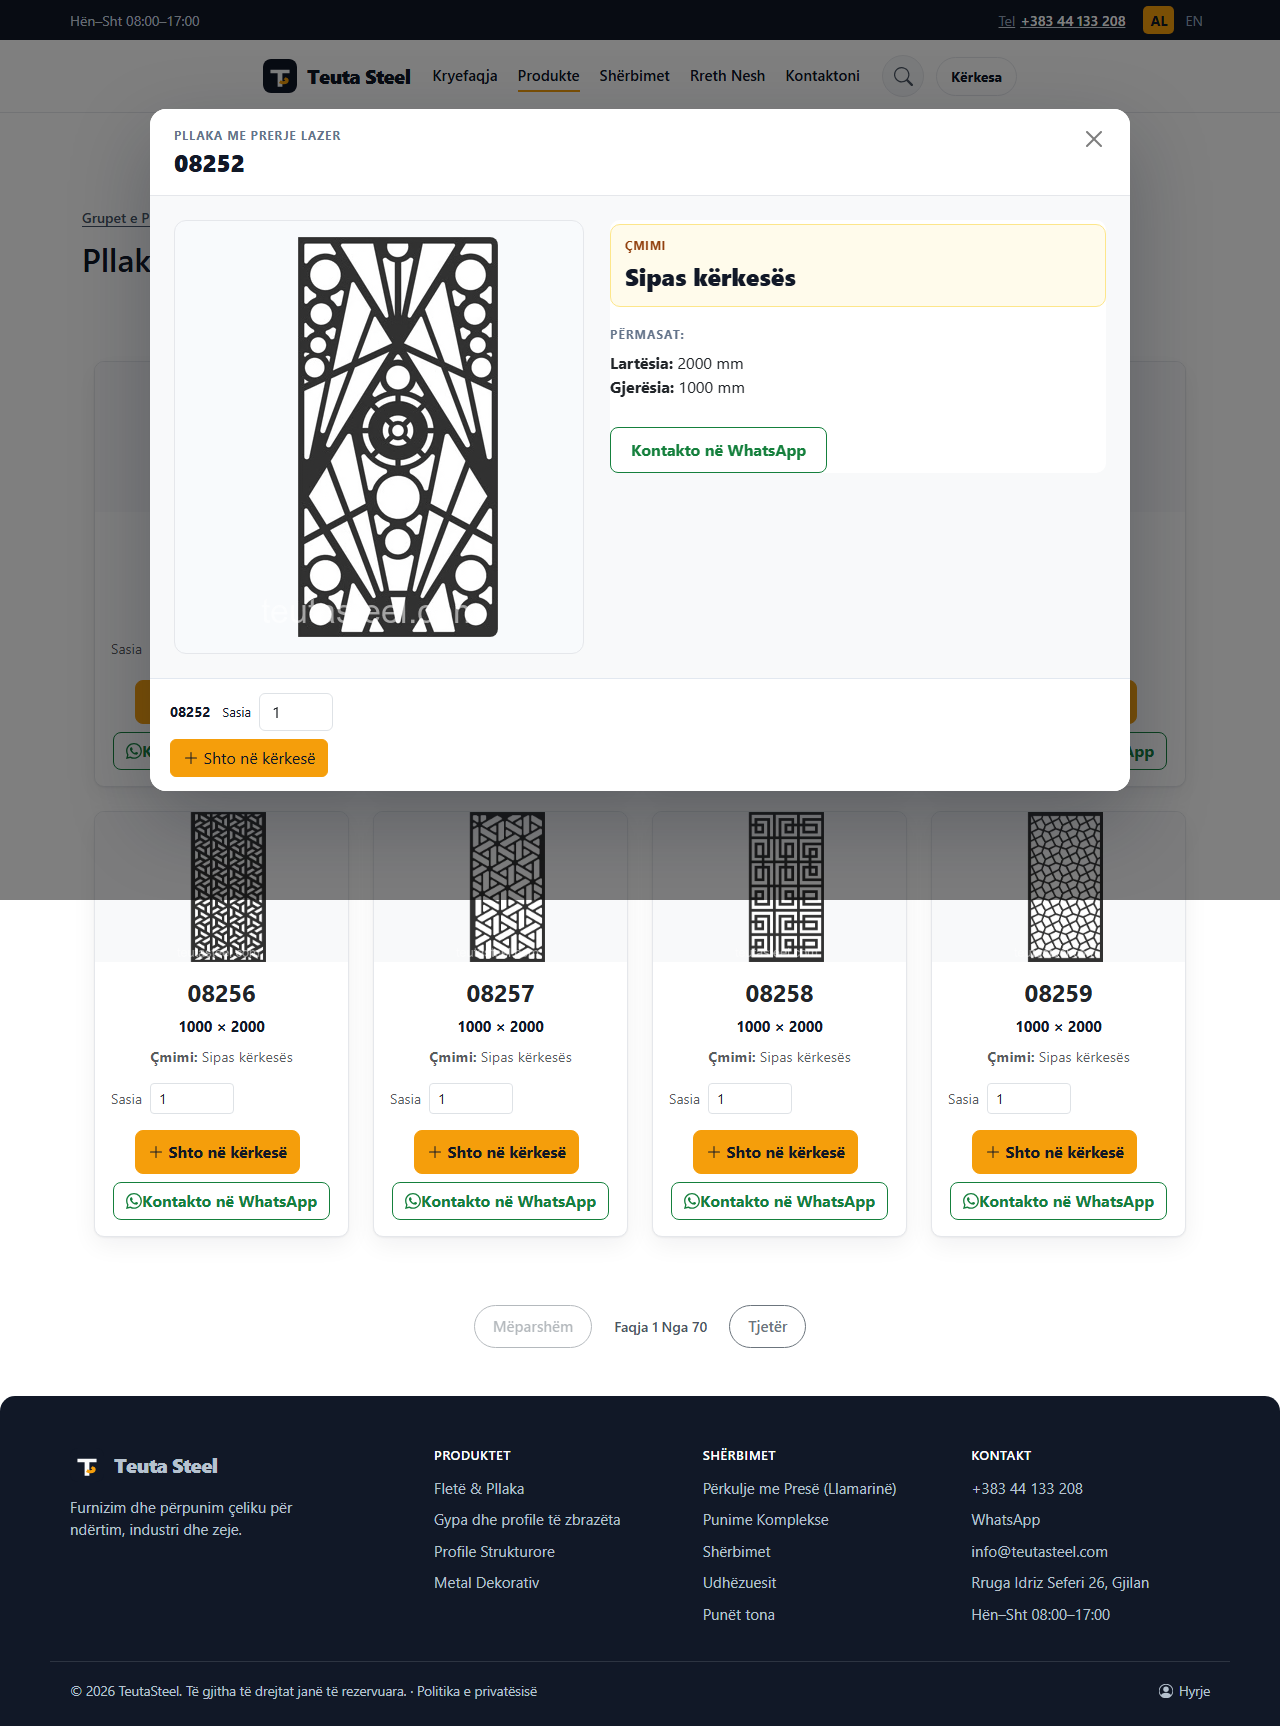 Hën–Sht 08:00–17:00
Tel +383 44 133 208
AL
EN
Teuta Steel
Kryefaqja
Produkte
Shërbimet
Rreth Nesh
Kontaktoni
Kërkesa
Grupet e P
Pllak
PLLAKA ME PRERJE LAZER
08252
teutasteel.com
ÇMIMI
Sipas kërkesës
PËRMASAT:
Lartësia: 2000 mm
Gjerësia: 1000 mm
Kontakto në WhatsApp
Sasia
08252
Sasia
1
Shto në kërkesë
K
App
08256
1000 × 2000
Çmimi: Sipas kërkesës
Sasia
1
Shto në kërkesë
Kontakto në WhatsApp
08257
1000 × 2000
Çmimi: Sipas kërkesës
Sasia
1
Shto në kërkesë
Kontakto në WhatsApp
08258
1000 × 2000
Çmimi: Sipas kërkesës
Sasia
1
Shto në kërkesë
Kontakto në WhatsApp
08259
1000 × 2000
Çmimi: Sipas kërkesës
Sasia
1
Shto në kërkesë
Kontakto në WhatsApp
Mëparshëm
Faqja 1 Nga 70
Tjetër
Teuta Steel
Furnizim dhe përpunim çeliku për
ndërtim, industri dhe zeje.
PRODUKTET
Fletë & Pllaka
Gypa dhe profile të zbrazëta
Profile Strukturore
Metal Dekorativ
SHËRBIMET
Përkulje me Presë (Llamarinë)
Punime Komplekse
Shërbimet
Udhëzuesit
Punët tona
KONTAKT
+383 44 133 208
WhatsApp
info@teutasteel.com
Rruga Idriz Seferi 26, Gjilan
Hën–Sht 08:00–17:00
© 2026 TeutaSteel. Të gjitha të drejtat janë të rezervuara. · Politika e privatësisë
Hyrje